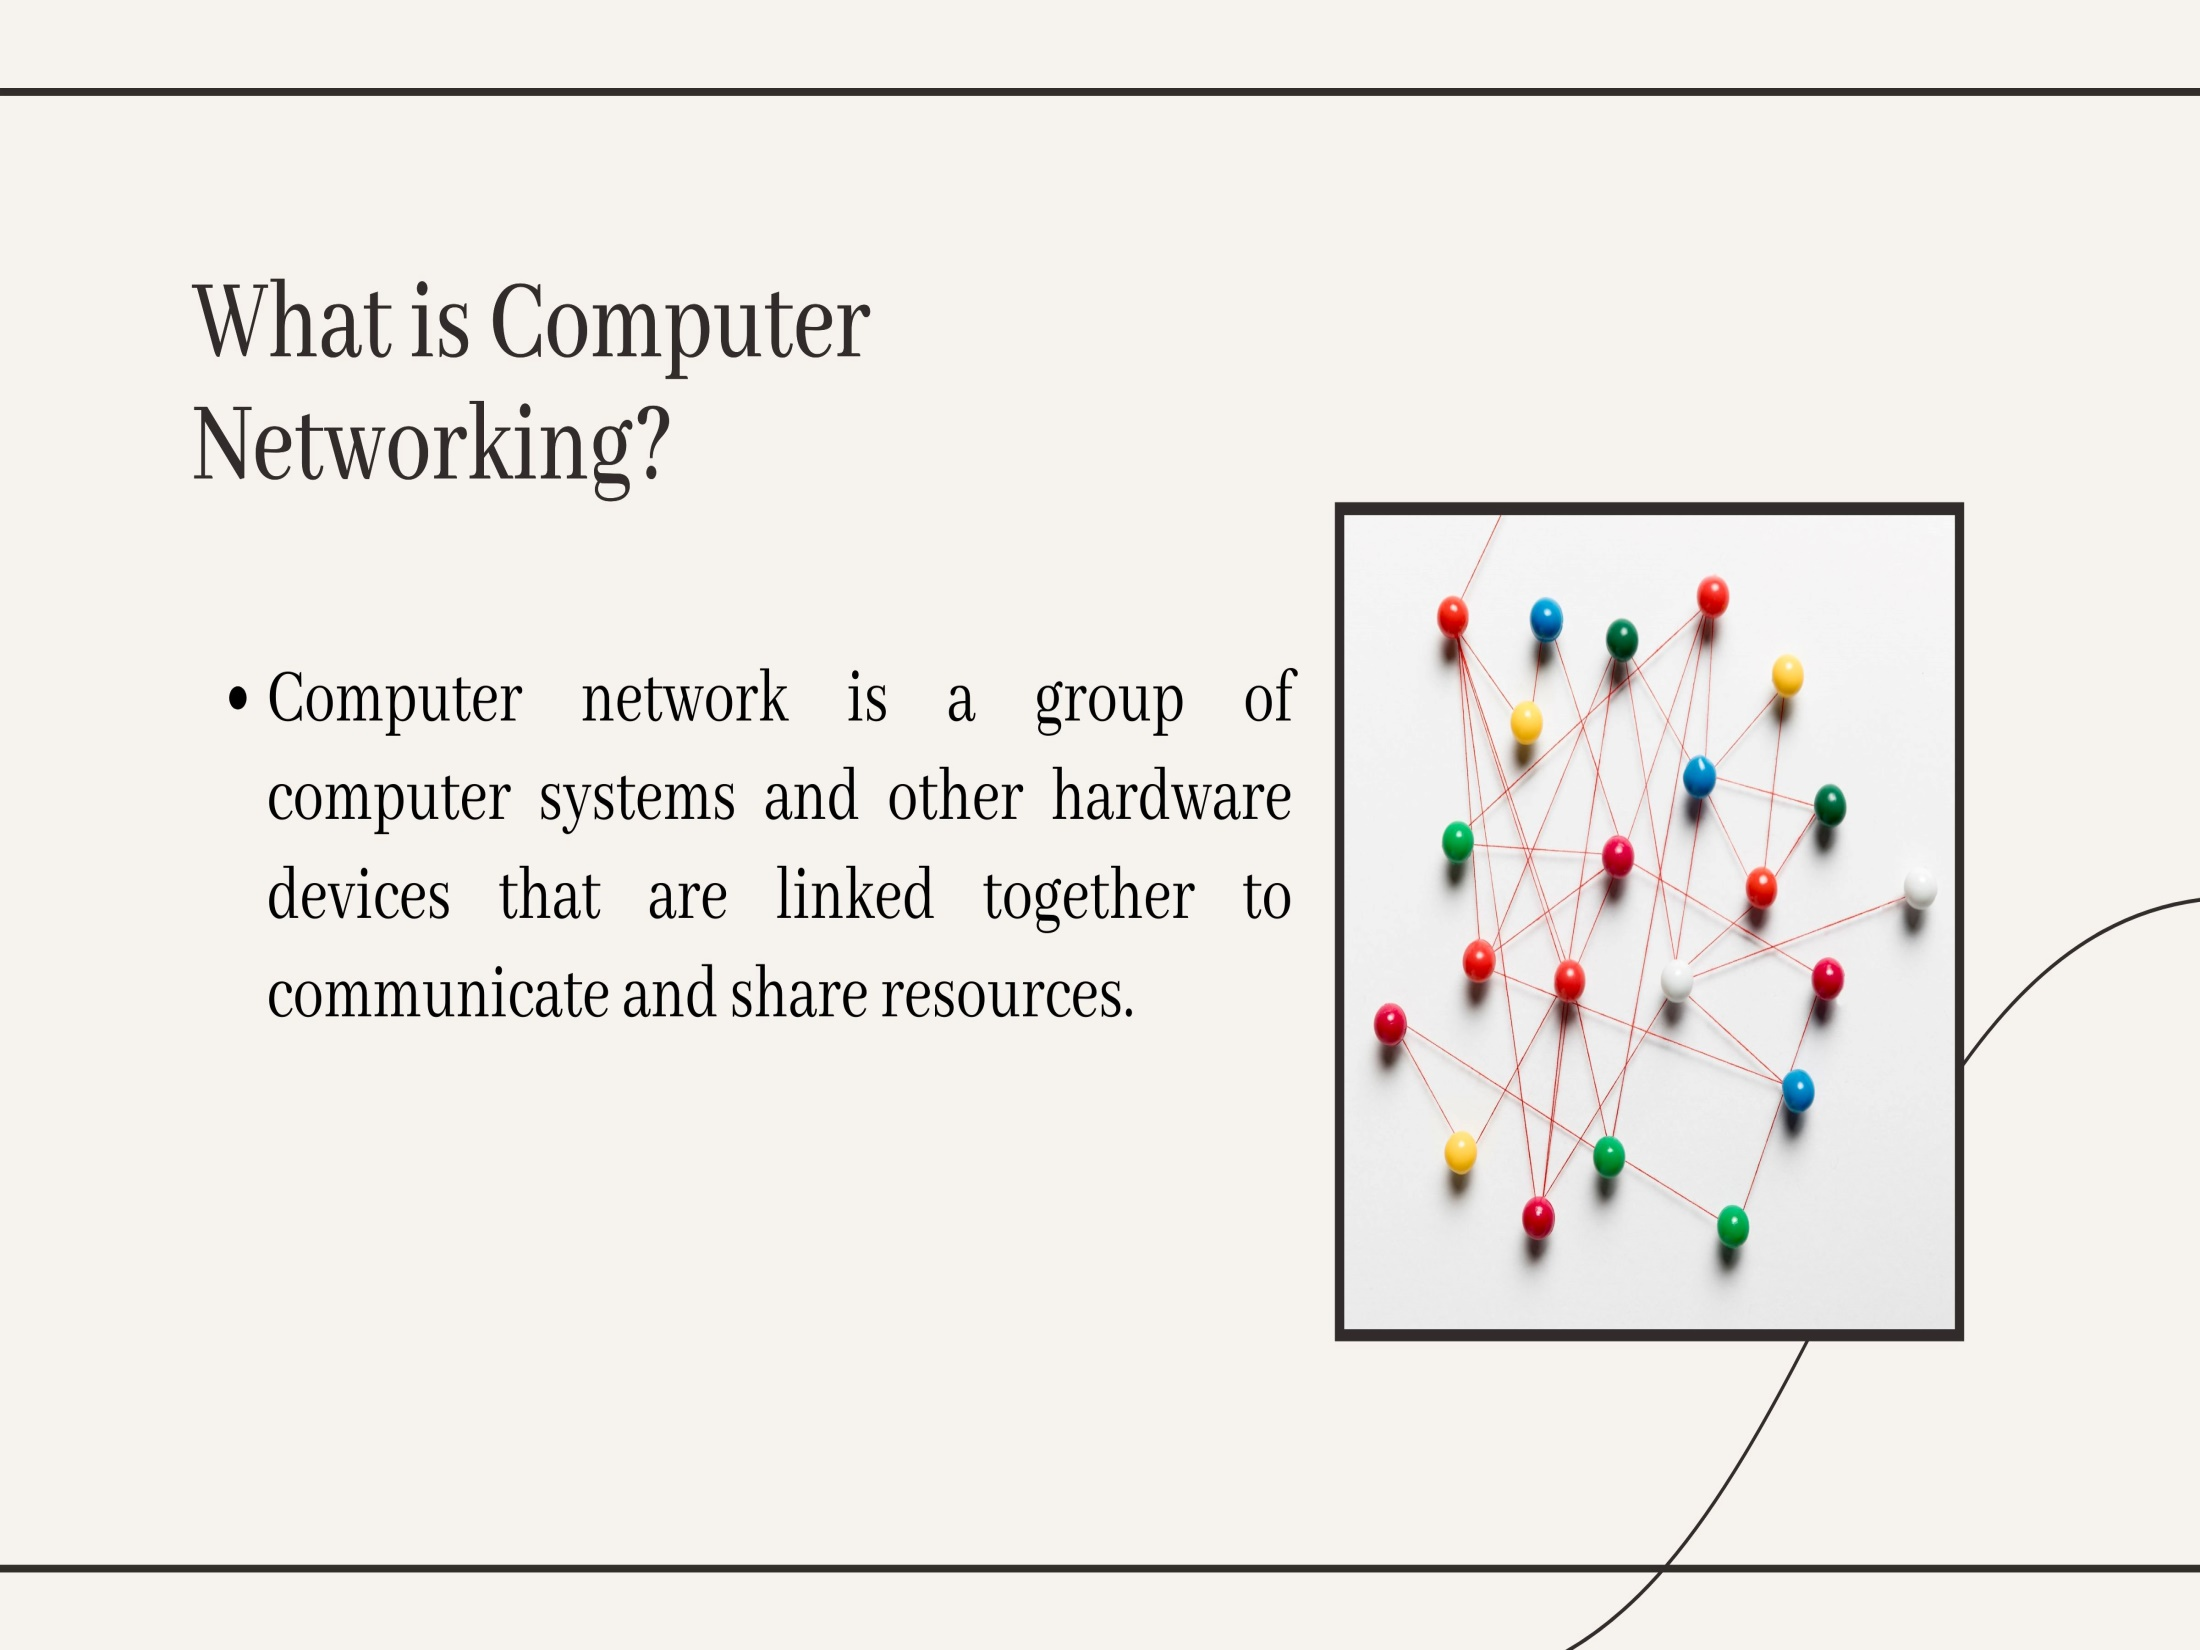 What is Computer
Networking?
• Computer network is a group of
computer systems and other hardware
devices that are linked together to
communicate and share resources.